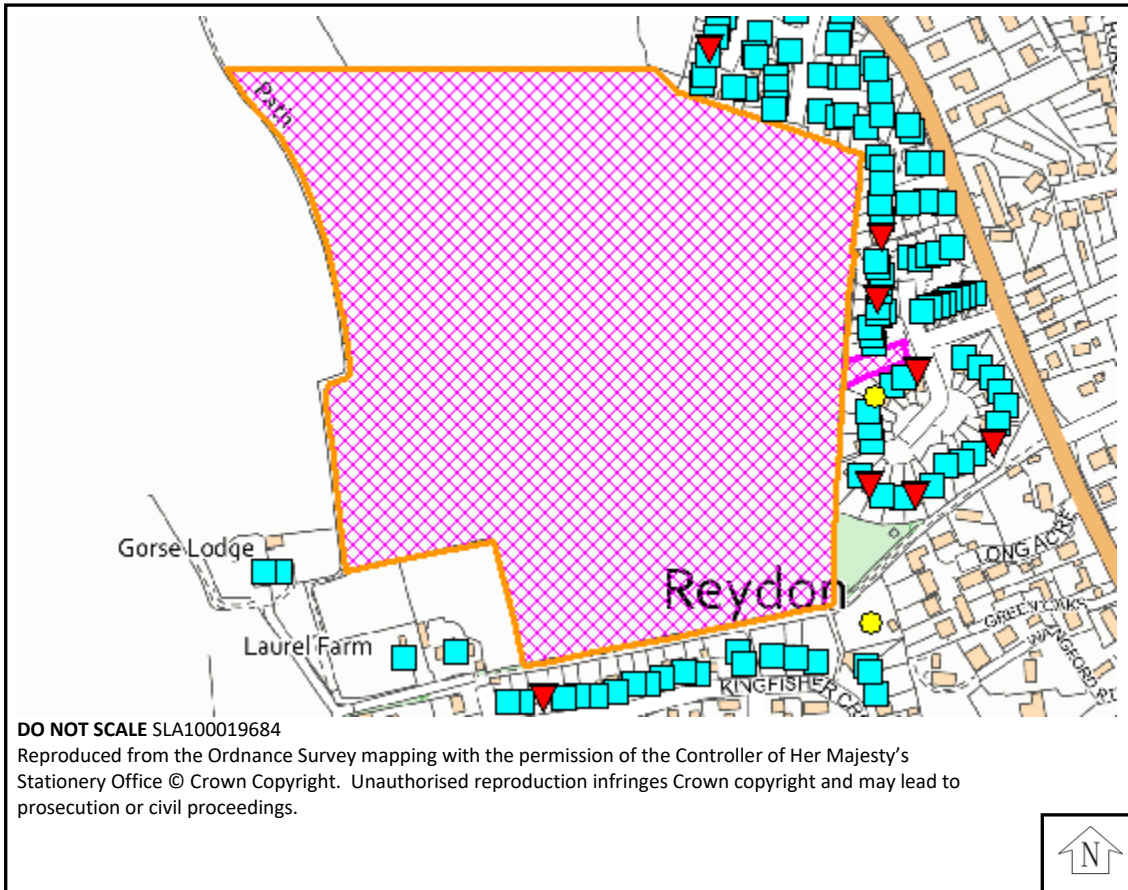 Path
Gorse Lodge
LONG ACRE
Reydon
GREEN OAKS
Laurel Farm
KINGFISHER CR
DO NOT SCALE SLA100019684
Reproduced from the Ordnance Survey mapping with the permission of the Controller of Her Majesty’s
Stationery Office © Crown Copyright. Unauthorised reproduction infringes Crown copyright and may lead to
prosecution or civil proceedings.
N